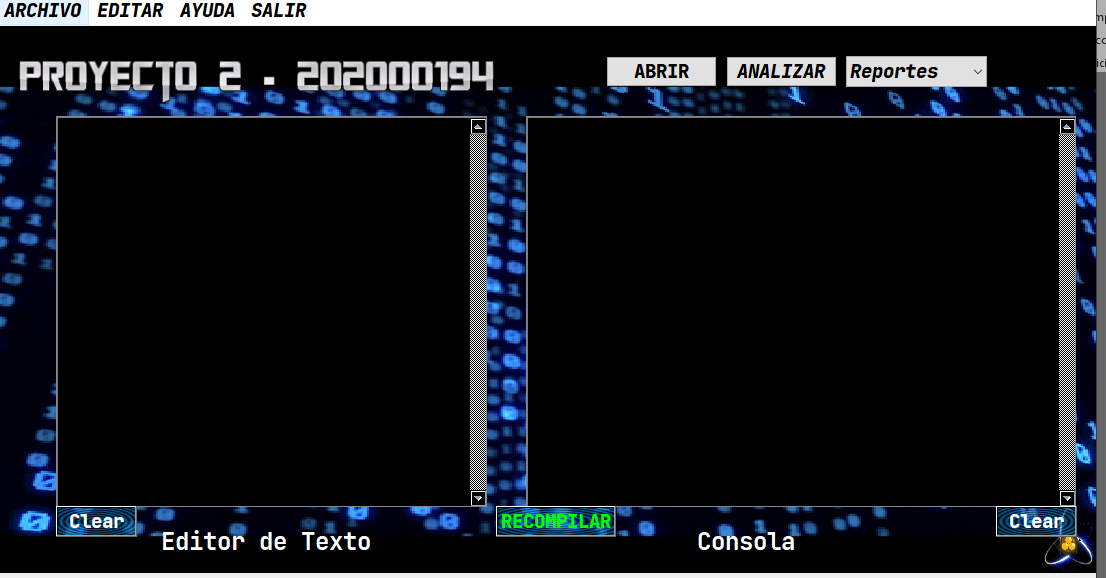 ARCHIVO EDITAR AYUDA SALIR
PROYECTO 2 - 202000194
ABRIR ANALIZAR Reportes
Clear RECOMPILAR Clear
Editor de Texto Consola